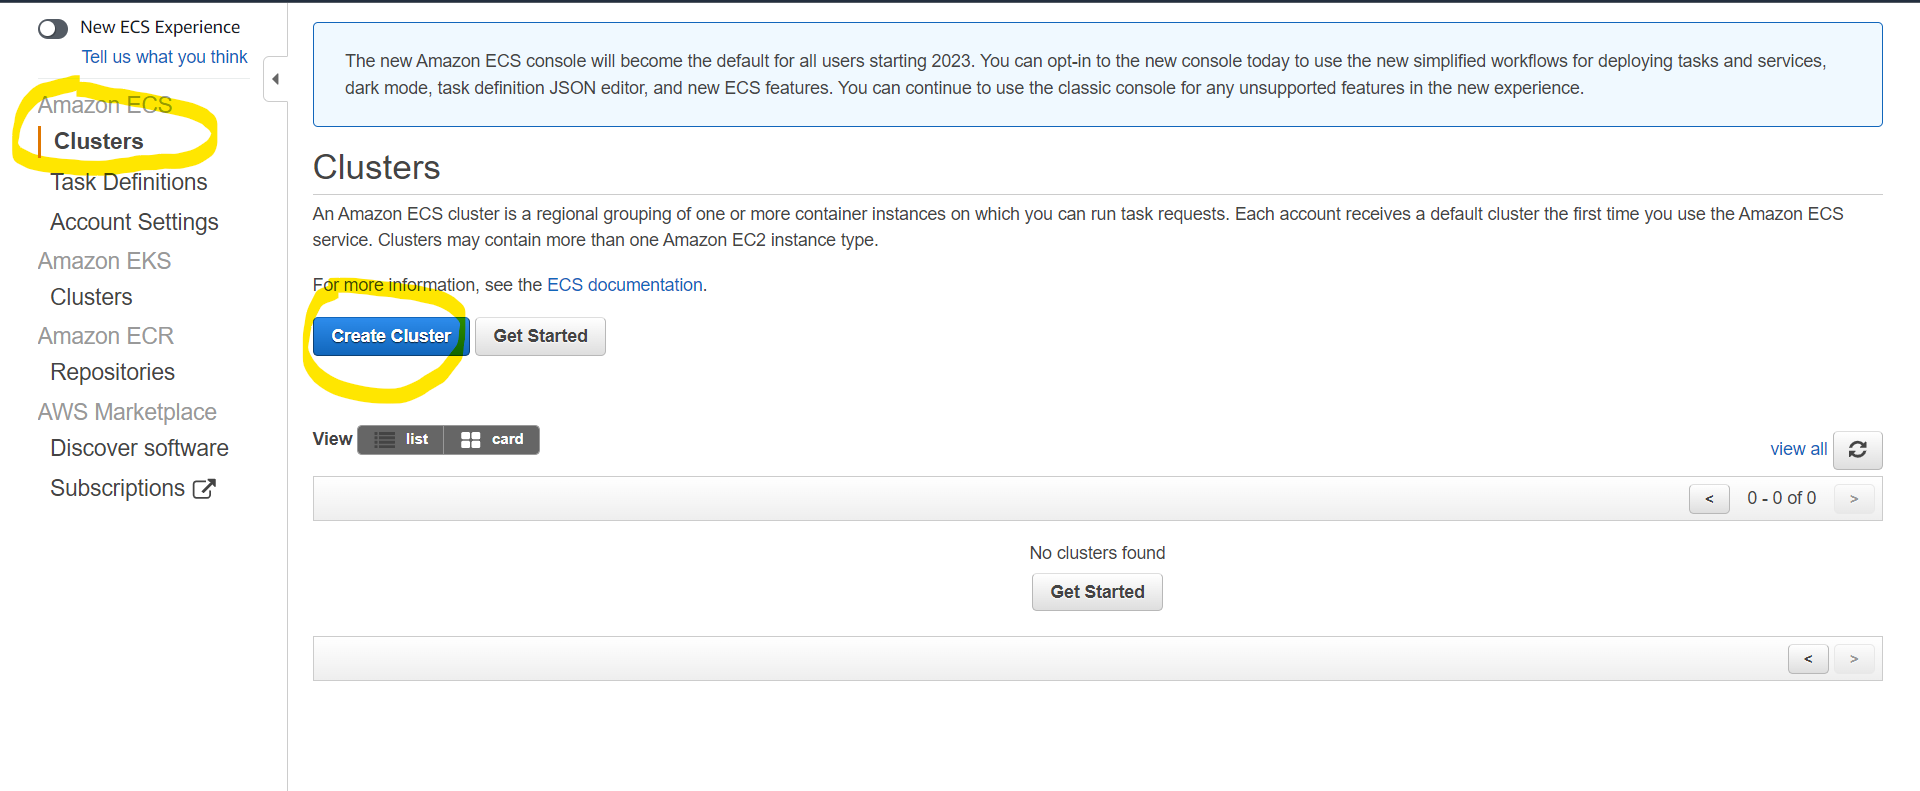 New ECS Experience
Tell us what you think
Amazon ECS
Clusters
Task Definitions
Account Settings
Amazon EKS
Clusters
Amazon ECR
Repositories
AWS Marketplace
Discover software
Subscriptions
The new Amazon ECS console will become the default for all users starting 2023. You can opt-in to the new console today to use the new simplified workflows for deploying tasks and services,
dark mode, task definition JSON editor, and new ECS features. You can continue to use the classic console for any unsupported features in the new experience.
Clusters
An Amazon ECS cluster is a regional grouping of one or more container instances on which you can run task requests. Each account receives a default cluster the first time you use the Amazon ECS
service. Clusters may contain more than one Amazon EC2 instance type.
For more information, see the ECS documentation.
Create Cluster Get Started
View list card
view all
< 0 - 0 of 0 >
No clusters found
Get Started
< >